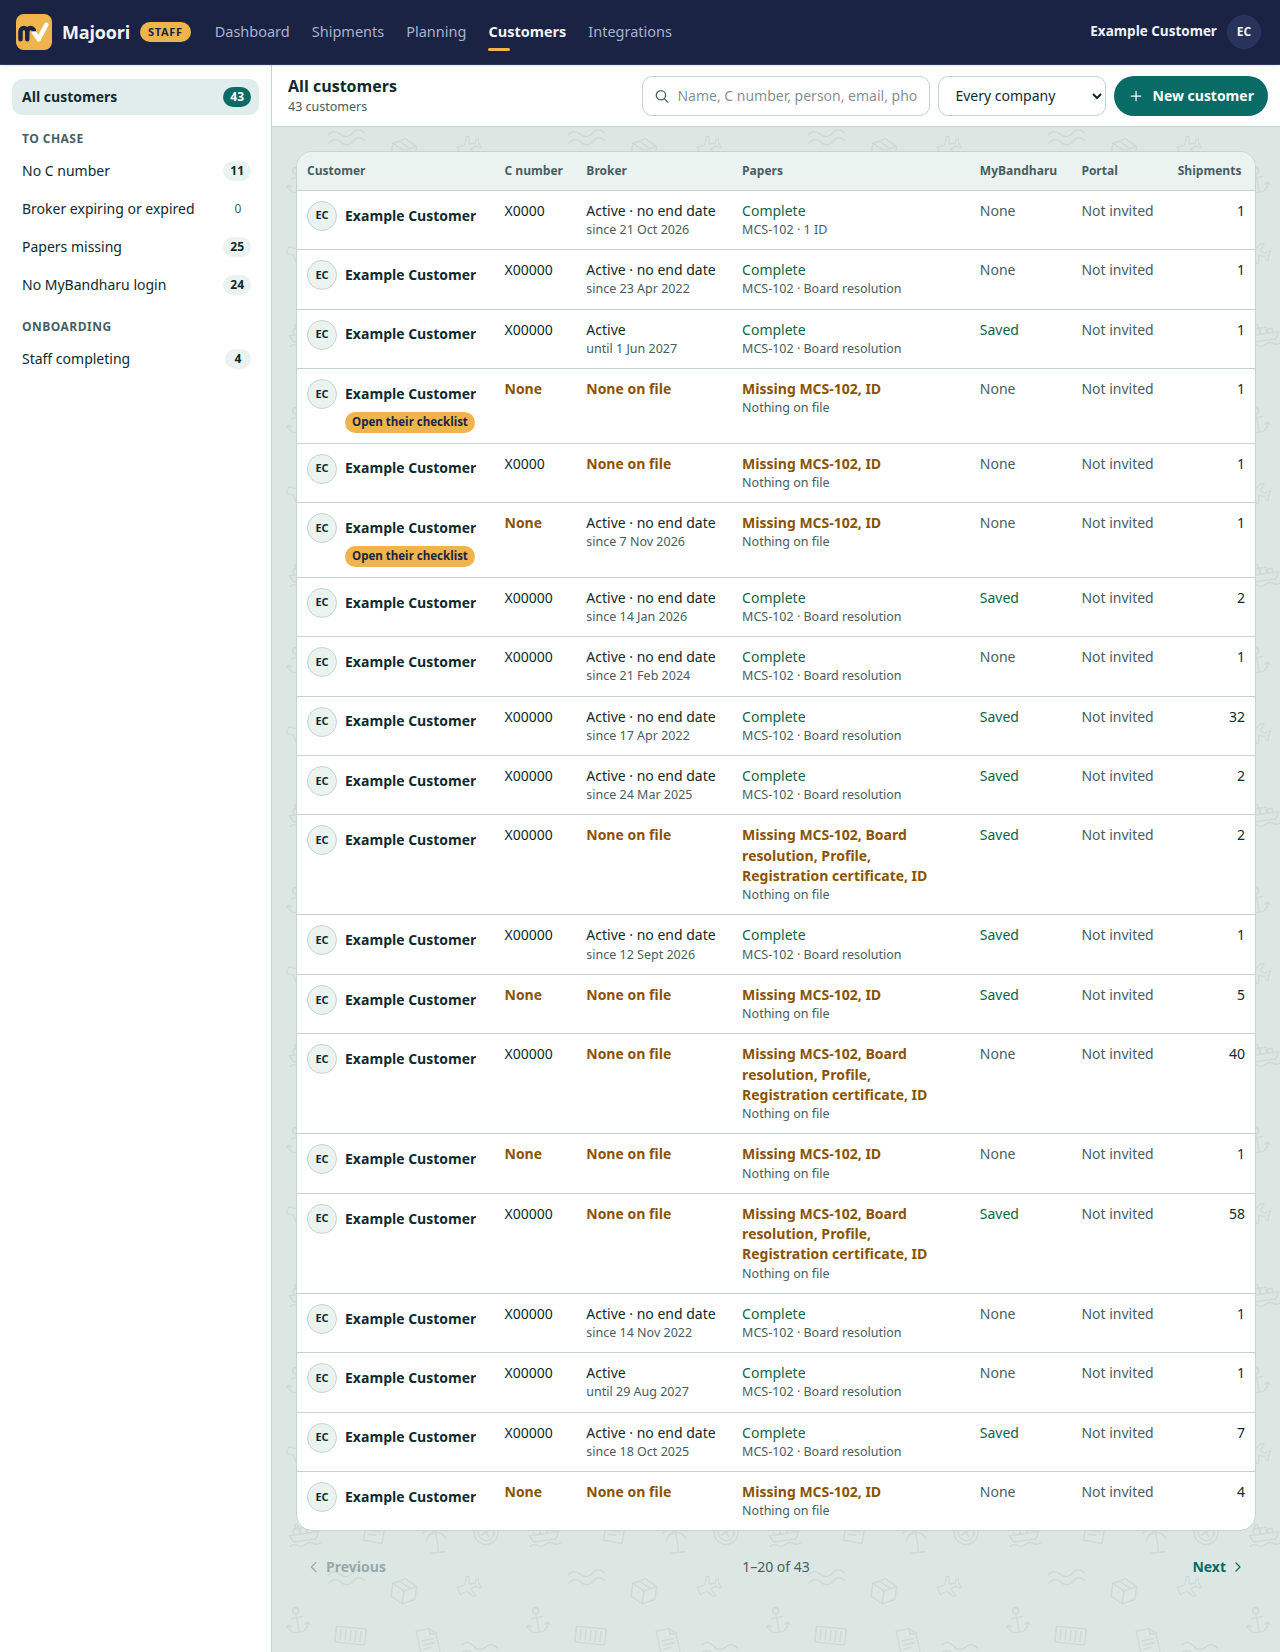 Majoori STAFF Dashboard Shipments Planning Customers Integrations Example Customer EC
All customers 43
TO CHASE
No C number 11
Broker expiring or expired 0
Papers missing 25
No MyBandharu login 24
ONBOARDING
Staff completing 4
All customers
43 customers
Name, C number, person, email, pho
Every company
New customer
Customer C number Broker Papers MyBandharu Portal Shipments
EC Example Customer X0000 Active · no end date Complete None Not invited 1
since 21 Oct 2026 MCS-102 · 1 ID
EC Example Customer X00000 Active · no end date Complete None Not invited 1
since 23 Apr 2022 MCS-102 · Board resolution
EC Example Customer X00000 Active Complete Saved Not invited 1
until 1 Jun 2027 MCS-102 · Board resolution
EC Example Customer None None on file Missing MCS-102, ID None Not invited 1
Open their checklist Nothing on file
EC Example Customer X0000 None on file Missing MCS-102, ID None Not invited 1
Nothing on file
EC Example Customer None Active · no end date Missing MCS-102, ID None Not invited 1
Open their checklist since 7 Nov 2026 Nothing on file
EC Example Customer X00000 Active · no end date Complete Saved Not invited 2
since 14 Jan 2026 MCS-102 · Board resolution
EC Example Customer X00000 Active · no end date Complete None Not invited 1
since 21 Feb 2024 MCS-102 · Board resolution
EC Example Customer X00000 Active · no end date Complete Saved Not invited 32
since 17 Apr 2022 MCS-102 · Board resolution
EC Example Customer X00000 Active · no end date Complete Saved Not invited 2
since 24 Mar 2025 MCS-102 · Board resolution
EC Example Customer X00000 None on file Missing MCS-102, Board Saved Not invited 2
resolution, Profile,
Registration certificate, ID
Nothing on file
EC Example Customer X00000 Active · no end date Complete Saved Not invited 1
since 12 Sept 2026 MCS-102 · Board resolution
EC Example Customer None None on file Missing MCS-102, ID Saved Not invited 5
Nothing on file
EC Example Customer X00000 None on file Missing MCS-102, Board None Not invited 40
resolution, Profile,
Registration certificate, ID
Nothing on file
EC Example Customer None None on file Missing MCS-102, ID None Not invited 1
Nothing on file
EC Example Customer X00000 None on file Missing MCS-102, Board Saved Not invited 58
resolution, Profile,
Registration certificate, ID
Nothing on file
EC Example Customer X00000 Active · no end date Complete None Not invited 1
since 14 Nov 2022 MCS-102 · Board resolution
EC Example Customer X00000 Active Complete None Not invited 1
until 29 Aug 2027 MCS-102 · Board resolution
EC Example Customer X00000 Active · no end date Complete Saved Not invited 7
since 18 Oct 2025 MCS-102 · Board resolution
EC Example Customer None None on file Missing MCS-102, ID None Not invited 4
Nothing on file
Previous 1–20 of 43 Next